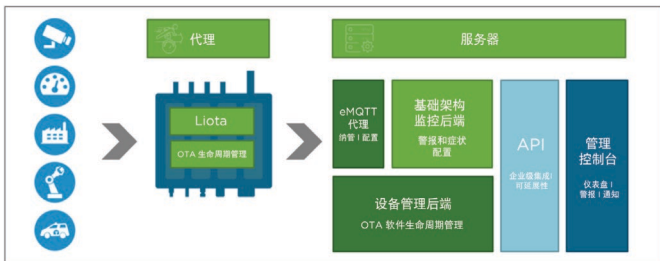 代理
服务器
Liota
OTA 生命周期管理
eMQTT
代理
纳管 | 配置
基础架构
监控后端
警报和症状
配置
设备管理后端
OTA 软件生命周期管理
API
企业级集成/
可延展性
管理
控制台
仪表盘 |
警报 | 通知